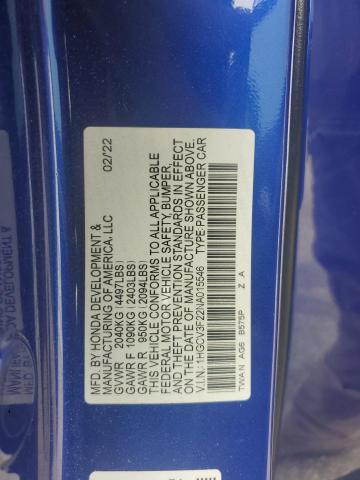 MFD. BY HONDA DEVELOPMENT &
MANUFACTURING OF AMERICA, LLC 02/22
GVWR 2040KG (4497LBS)
GAWR F 1090KG (2403LBS)
GAWR R 950KG (2094LBS)
THIS VEHICLE CONFORMS TO ALL APPLICABLE
FEDERAL MOTOR VEHICLE SAFETY, BUMPER,
AND THEFT PREVENTION STANDARDS IN EFFECT
ON THE DATE OF MANUFACTURE SHOWN ABOVE.
V.I.N.: 1HGCV3F22NA015546 TYPE:PASSENGER CAR
TWAN AG6 B575P Z _ A